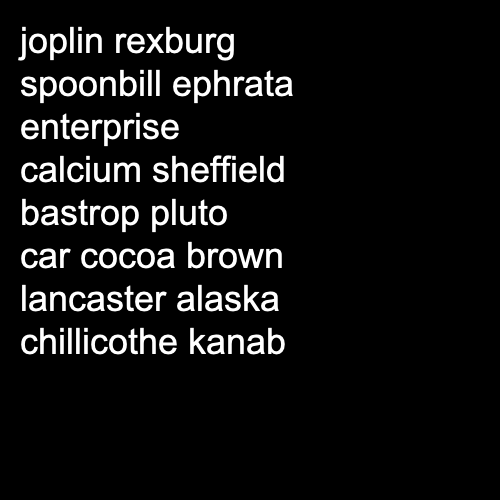 joplin rexburg
spoonbill ephrata
enterprise
calcium sheffield
bastrop pluto
car cocoa brown
lancaster alaska
chillicothe kanab